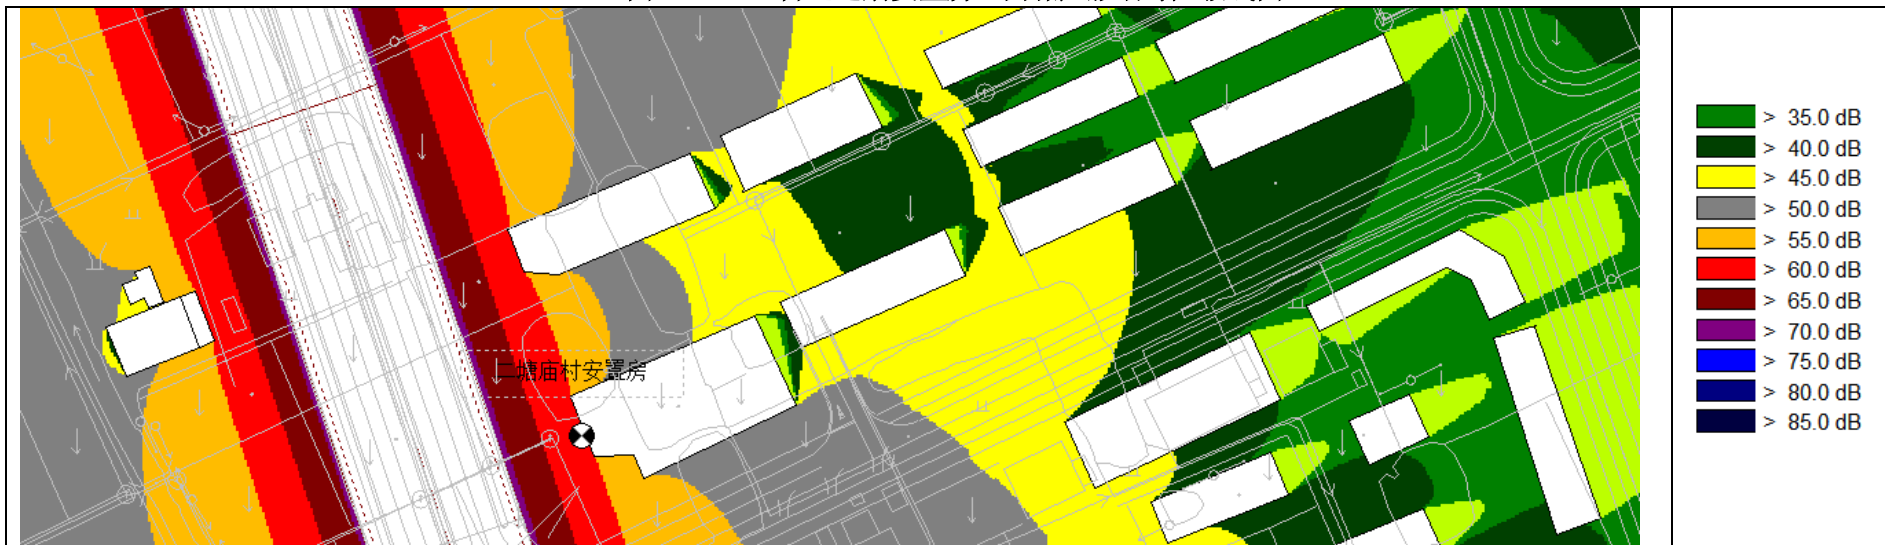 二塘庙村安置房
> 35.0 dB
> 40.0 dB
> 45.0 dB
> 50.0 dB
> 55.0 dB
> 60.0 dB
> 65.0 dB
> 70.0 dB
> 75.0 dB
> 80.0 dB
> 85.0 dB